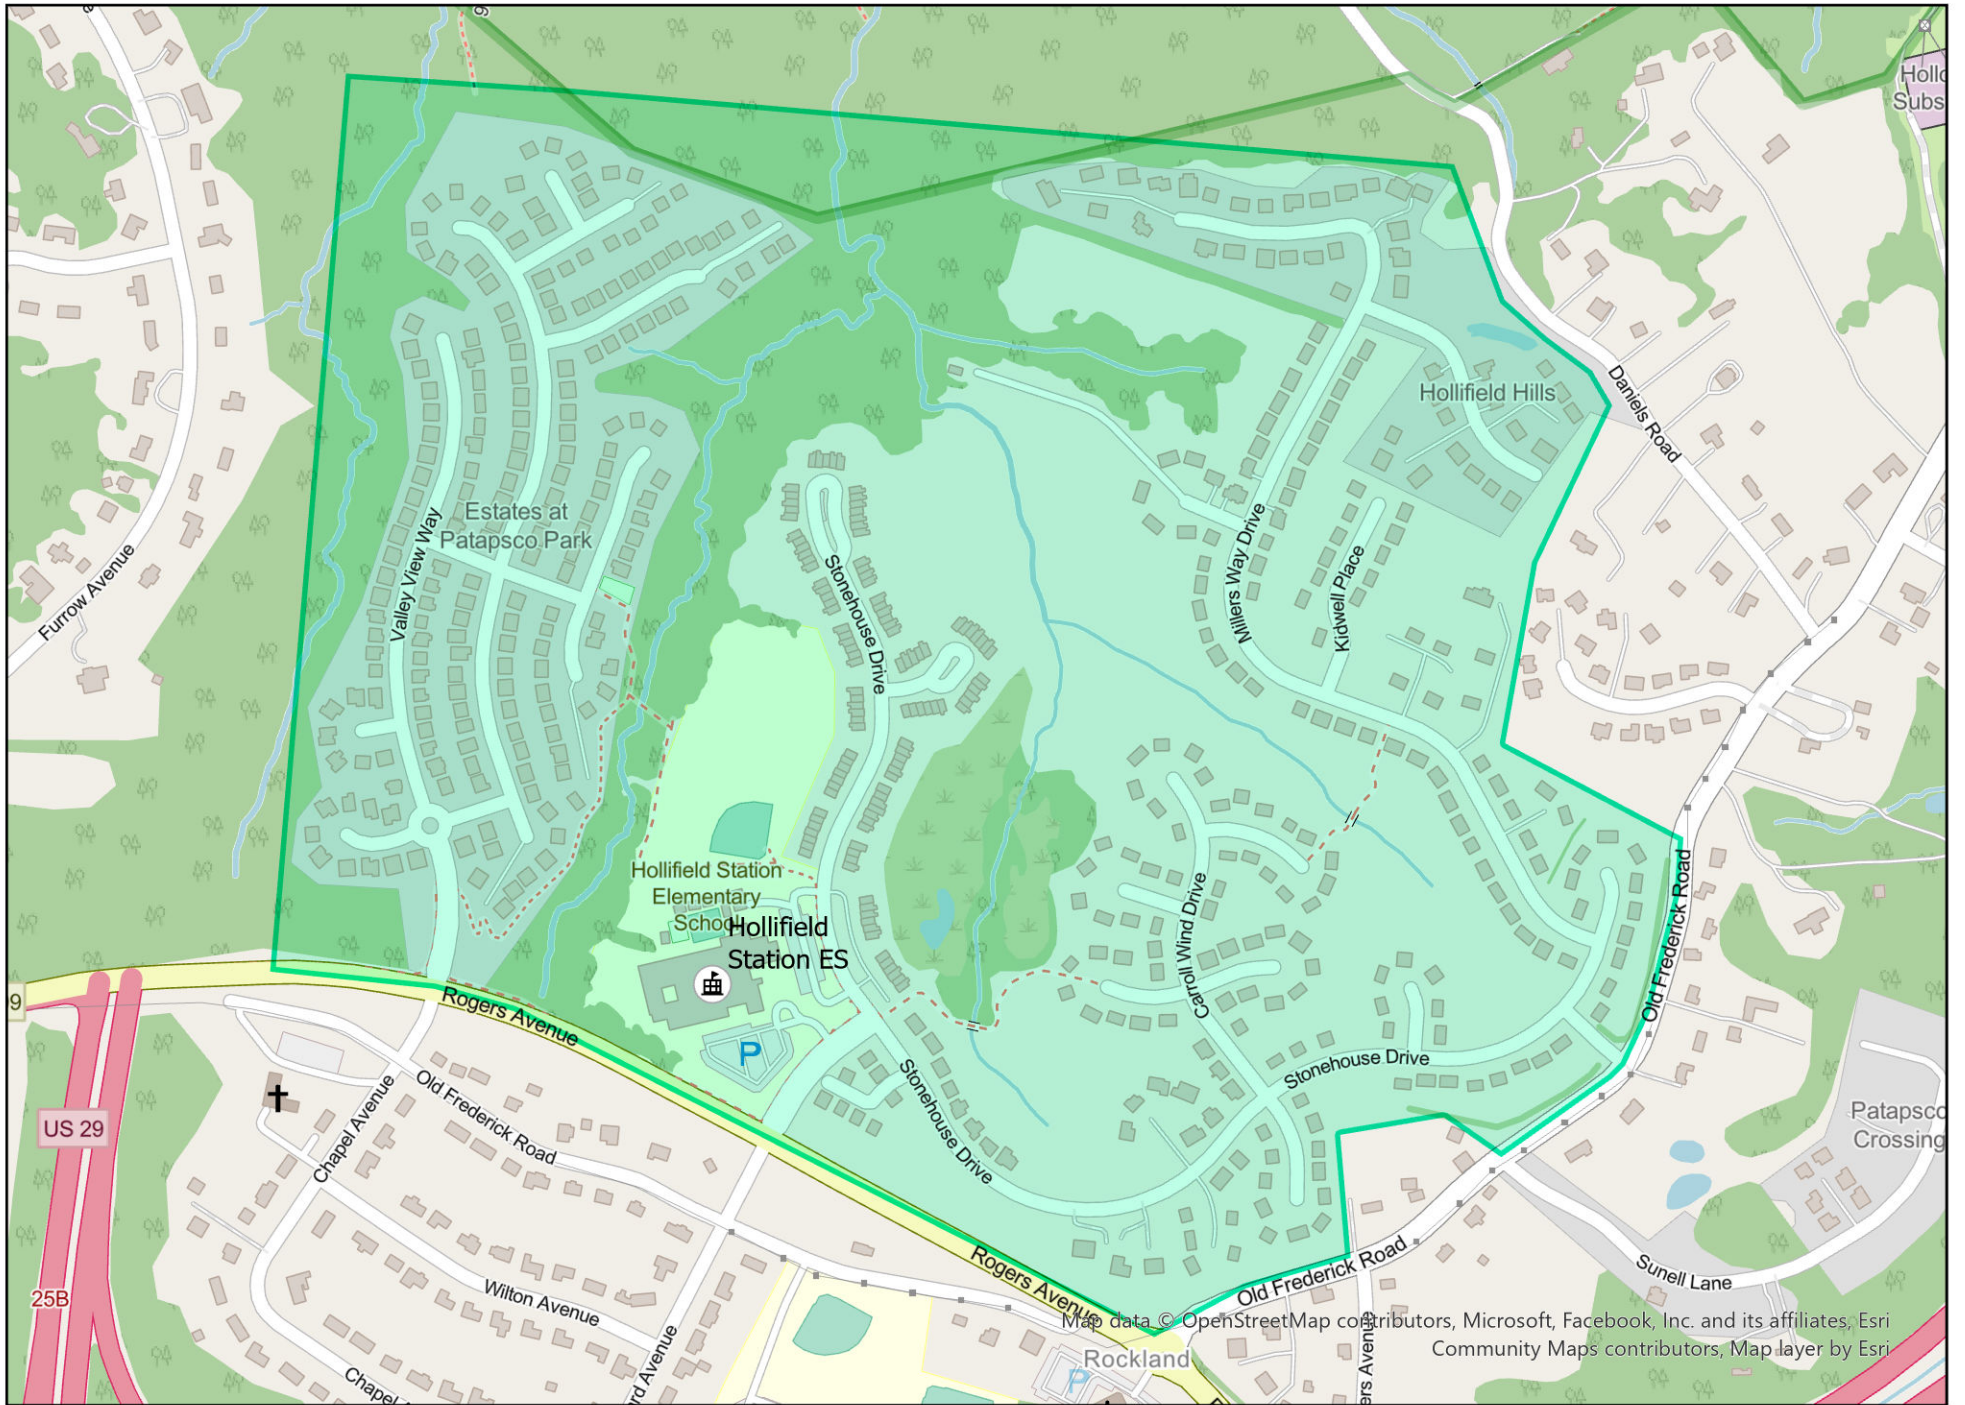 Hollifield Hills
Daniels Road
Estates at
Patapsco Park
Valley View Way
Furrow Avenue
Stonehouse Drive
Millers Way Drive
Kidwell Place
Hollifield Station
Elementary
School
Hollifield
Station ES
Carroll Wind Drive
Old Frederick Road
9
Rogers Avenue
P
Stonehouse Drive
Stonehouse Drive
US 29
Chapel Avenue
Old Frederick Road
Patapsco
Crossing
Rogers Avenue
Old Frederick Road
Sunell Lane
25B
Wilton Avenue
Map data © OpenStreetMap contributors, Microsoft, Facebook, Inc. and its affiliates, Esri
Community Maps contributors, Map layer by Esri
Rockland
P